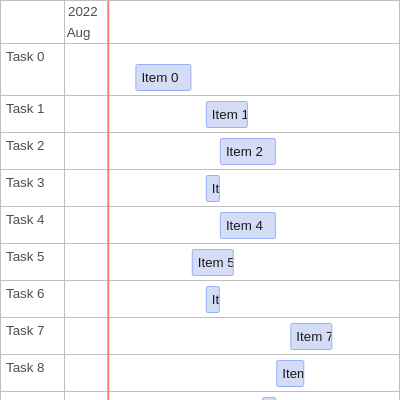 2022
Aug
Task 0
Item 0
Task 1
Item 1
Task 2
Item 2
Task 3
It
Task 4
Item 4
Task 5
Item 5
Task 6
It
Task 7
Item 7
Task 8
Iten